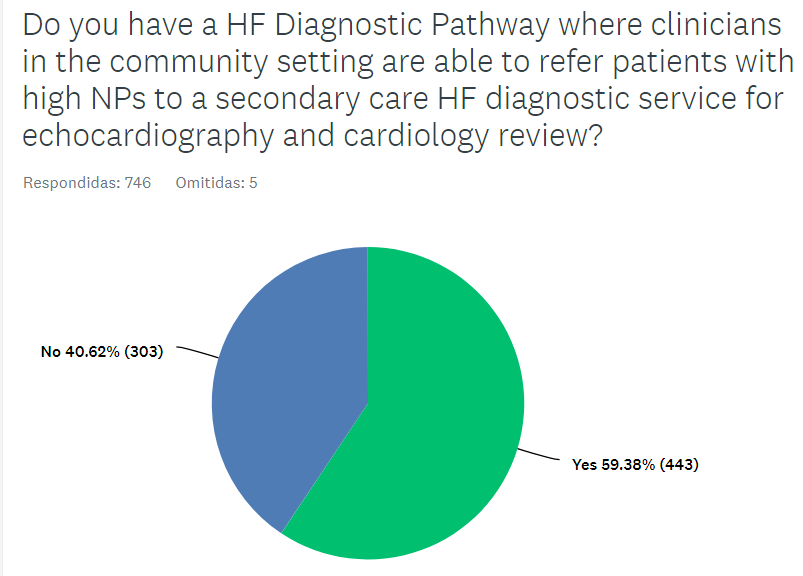 Do you have a HF Diagnostic Pathway where clinicians
in the community setting are able to refer patients with
high NPs to a secondary care HF diagnostic service for
echocardiography and cardiology review?
Respondidas: 746 Omitidas: 5
No 40.62% (303)
Yes 59.38% (443)